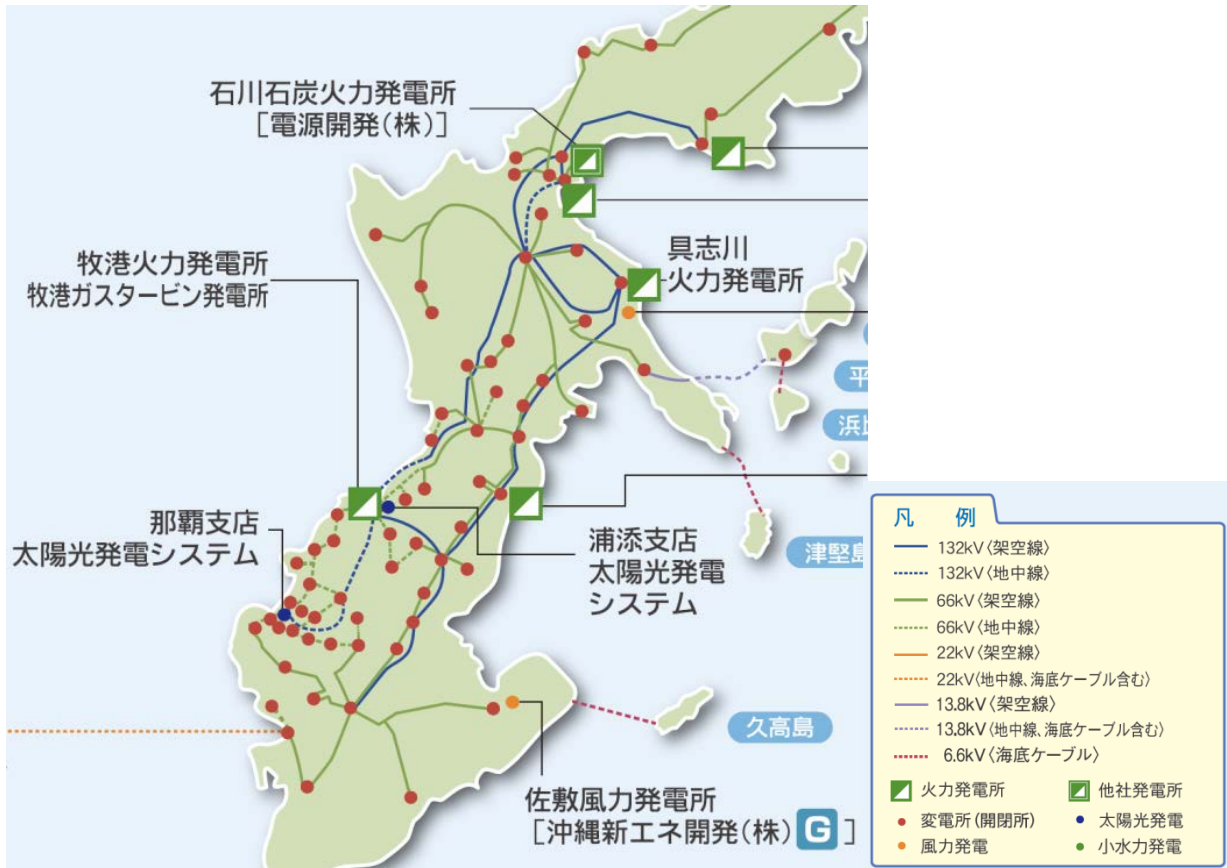 石川石炭火力発電所
［電源開発(株)］
牧港火力発電所
牧港ガスタービン発電所
具志川
火力発電所
平
浜比
那覇支店
太陽光発電システム
浦添支店
太陽光発電
システム
津堅島
久高島
佐敷風力発電所
［沖縄新エネ開発(株) G ］
凡 例
132kV〈架空線〉
132kV〈地中線〉
66kV〈架空線〉
66kV〈地中線〉
22kV〈架空線〉
22kV〈地中線、海底ケーブル含む〉
13.8kV〈架空線〉
13.8kV〈地中線、海底ケーブル含む〉
6.6kV〈海底ケーブル〉
火力発電所
他社発電所
変電所(開閉所)
太陽光発電
風力発電
小水力発電